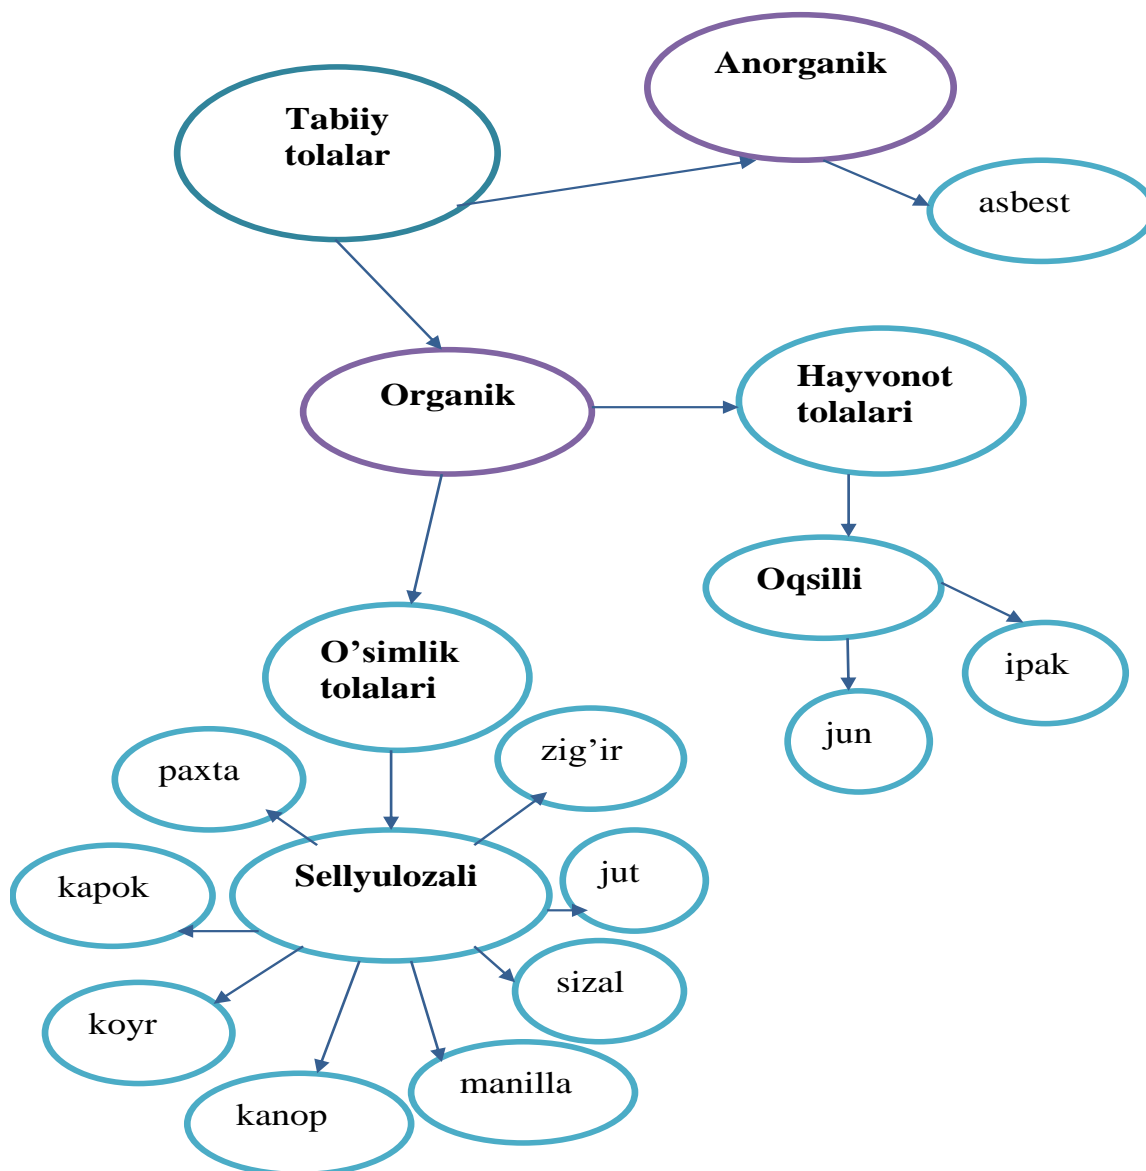 Anorganik
Tabiiy
tolalar
asbest
Organik
Hayvonot
tolalari
Oqsilli
ipak
O’simlik
tolalari
jun
zig’ir
paxta
Sellyulozali
jut
kapok
sizal
koyr
manilla
kanop